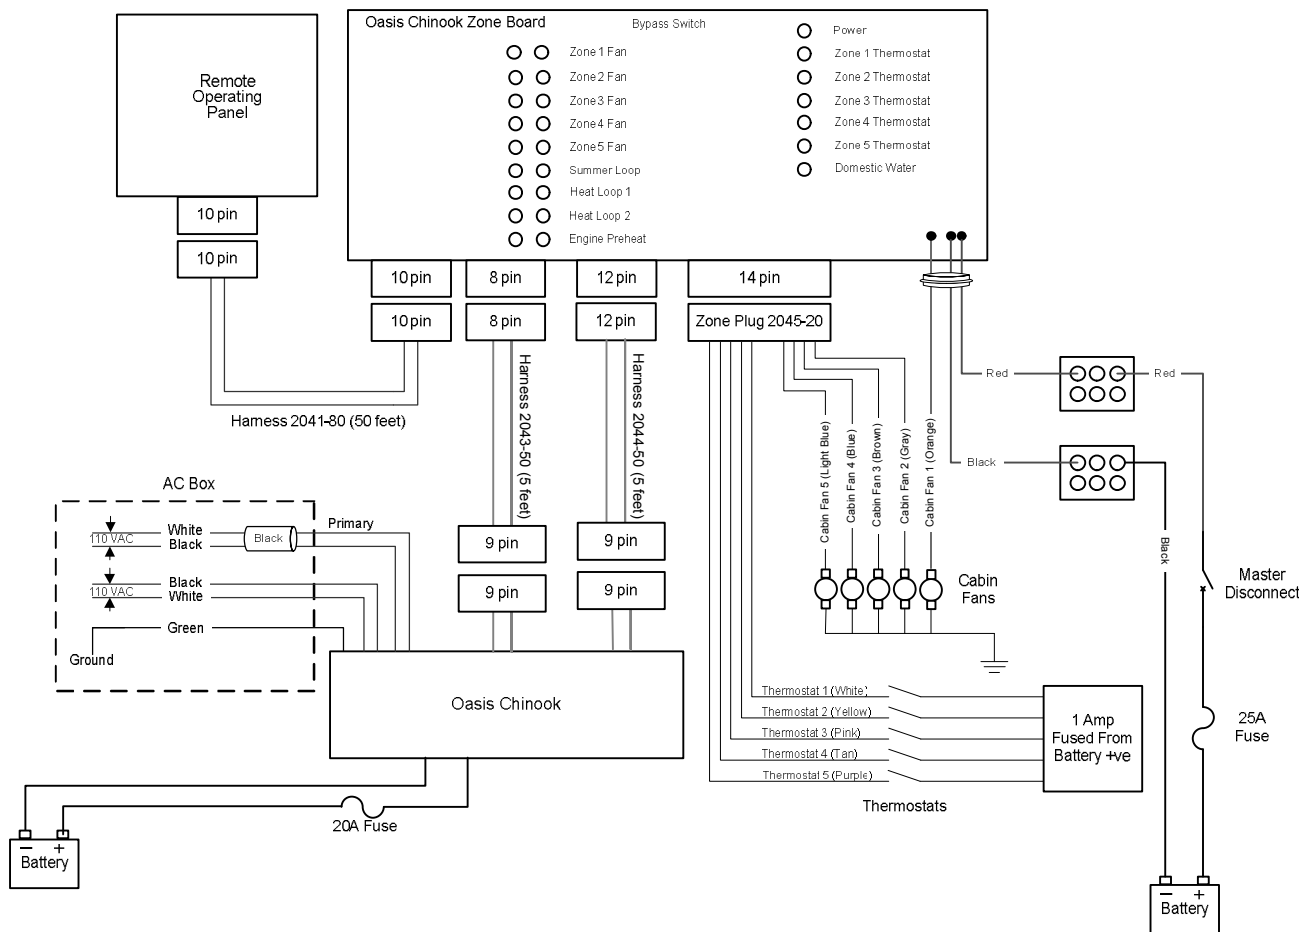 Oasis Chinook Zone Board
Bypass Switch
Remote
Operating
Panel
Zone 1 Fan
Zone 2 Fan
Zone 3 Fan
Zone 4 Fan
Zone 5 Fan
Summer Loop
Heat Loop 1
Heat Loop 2
Engine Preheat
Power
Zone 1 Thermostat
Zone 2 Thermostat
Zone 3 Thermostat
Zone 4 Thermostat
Zone 5 Thermostat
Domestic Water
10 pin
10 pin
10 pin
8 pin
12 pin
14 pin
10 pin
8 pin
12 pin
Zone Plug 2045-20
Harness 2041-80 (50 feet)
Harness 2043-50 (5 feet)
Harness 2044-50 (5 feet)
Cabin Fan 5 (Light Blue)
Cabin Fan 4 (Blue)
Cabin Fan 3 (Brown)
Cabin Fan 2 (Gray)
Cabin Fan 1 (Orange)
Red
Red
Black
Black
AC Box
110 VAC
White
Black
Black
Primary
110 VAC
Black
White
Green
Ground
9 pin
9 pin
9 pin
9 pin
Cabin
Fans
Master
Disconnect
Oasis Chinook
Thermostat 1 (White)
Thermostat 2 (Yellow)
Thermostat 3 (Pink)
Thermostat 4 (Tan)
Thermostat 5 (Purple)
Thermostats
1 Amp
Fused From
Battery +ve
25A
Fuse
20A Fuse
– +
Battery
– +
Battery